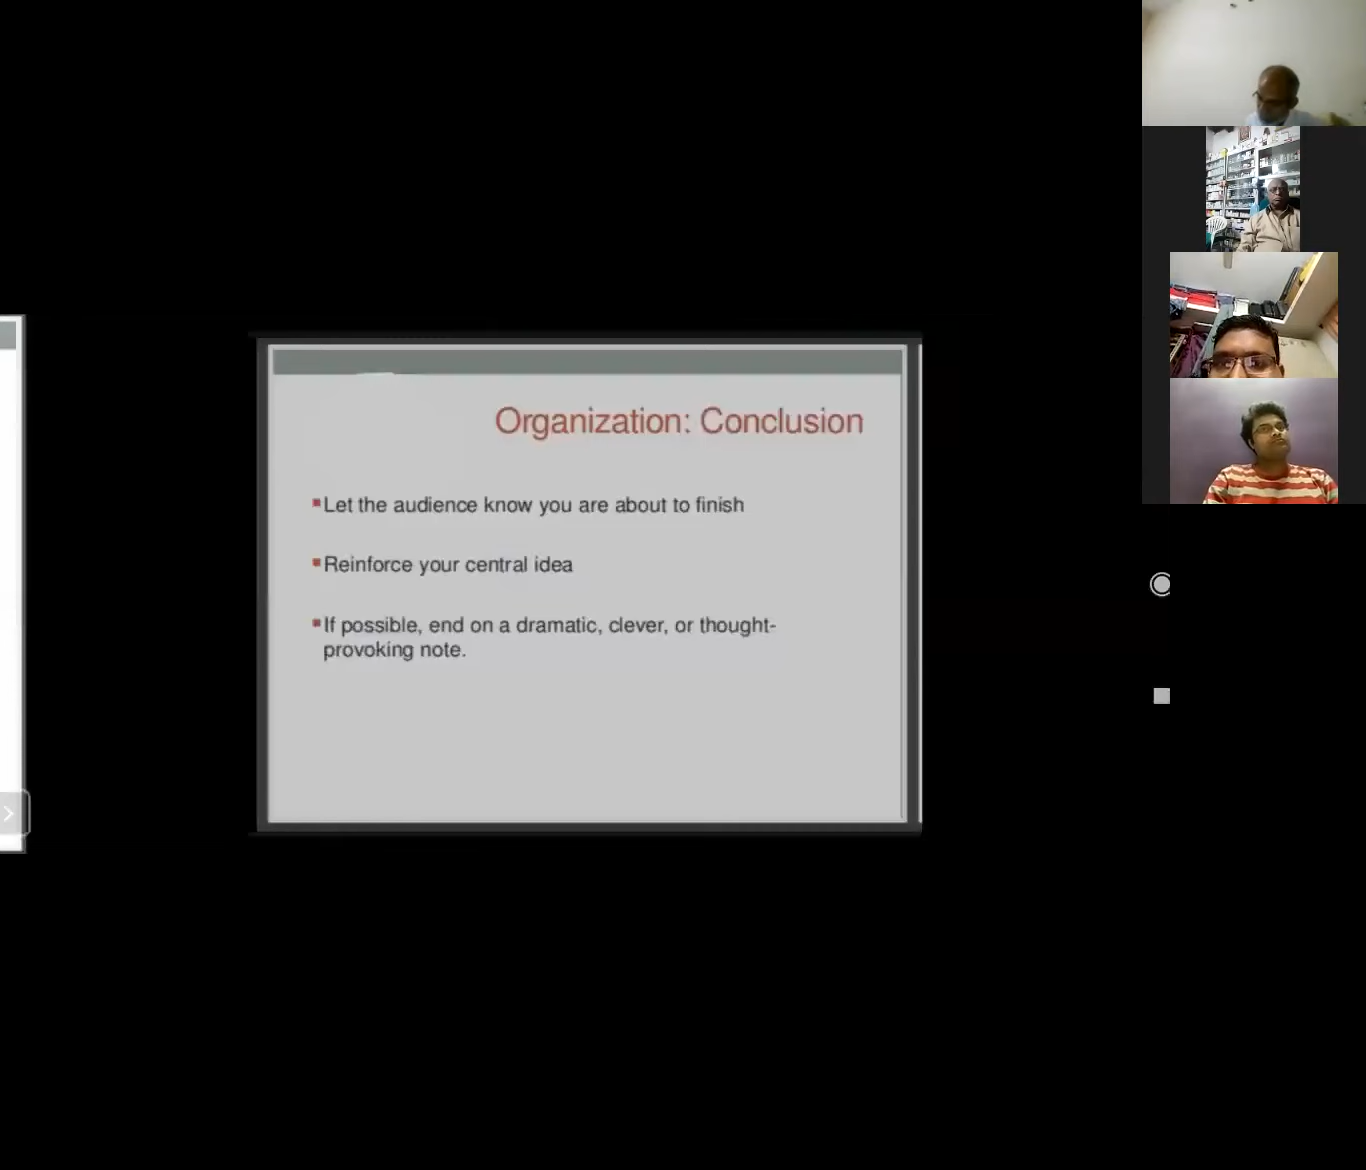 Organization: Conclusion
Let the audience know you are about to finish
Reinforce your central idea
If possible, end on a dramatic, clever, or thought-
provoking note.